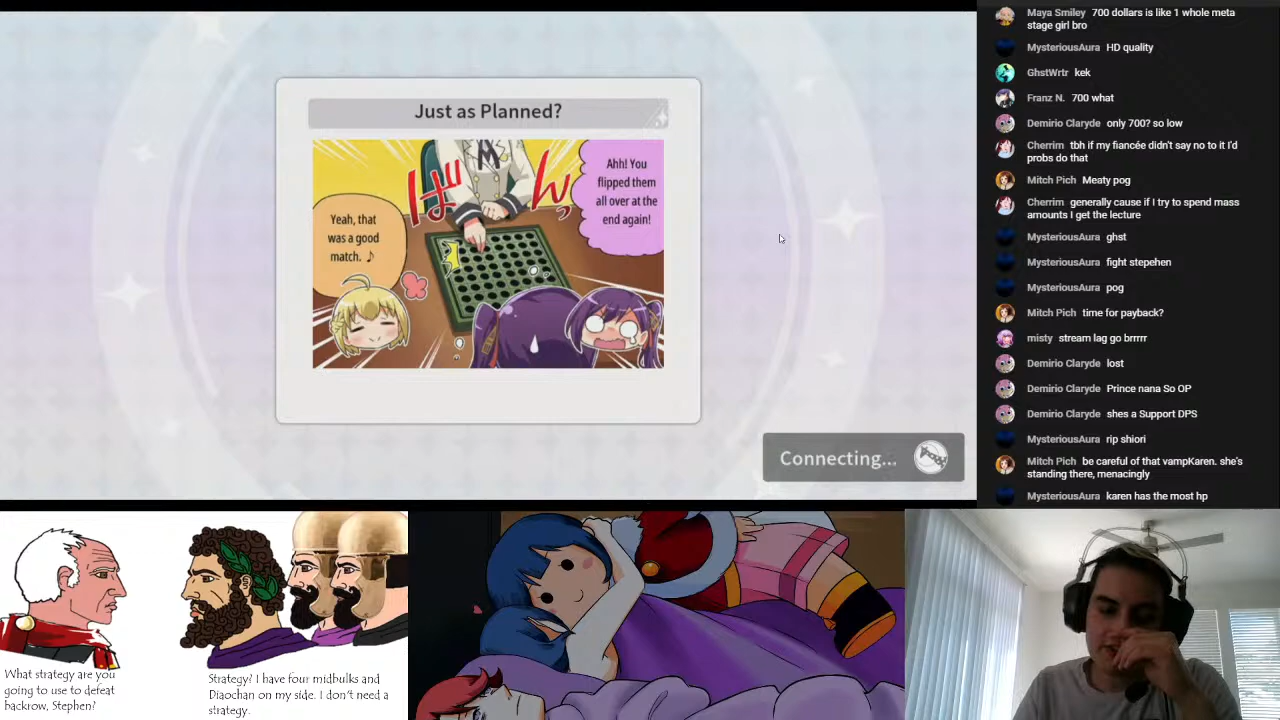 Just as Planned?
ばんっ
Ahh! You
flipped them
all over at the
end again!
Yeah, that
was a good
match. ♪
Connecting...
Maya Smiley 700 dollars is like 1 whole meta
stage girl bro
MysteriousAura HD quality
GhstWrtr kek
Franz N. 700 what
Demirio Claryde only 700? so low
Cherrim tbh if my fiancée didn't say no to it I'd
probs do that
Mitch Pich Meaty pog
Cherrim generally cause if I try to spend mass
amounts I get the lecture
MysteriousAura ghst
MysteriousAura fight stepehen
MysteriousAura pog
Mitch Pich time for payback?
misty stream lag go brrrrr
Demirio Claryde lost
Demirio Claryde Prince nana So OP
Demirio Claryde shes a Support DPS
MysteriousAura rip shiori
Mitch Pich be careful of that vampKaren. she's
standing there, menacingly
MysteriousAura karen has the most hp
What strategy are you
going to use to defeat
hackrow, Stephen?
Strategy? I have four midbulks and
Diaochan on my side. I don't need a
strategy.